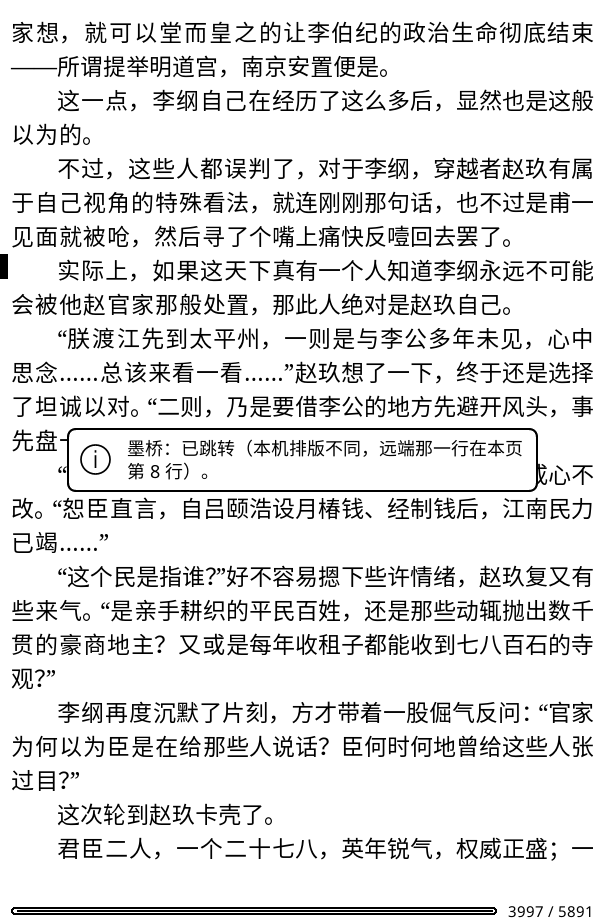 家想，就可以堂而皇之的让李伯纪的政治生命彻底结束
——所谓提举明道宫，南京安置便是。
这一点，李纲自己在经历了这么多后，显然也是这般
以为的。
不过，这些人都误判了，对于李纲，穿越者赵玖有属
于自己视角的特殊看法，就连刚刚那句话，也不过是甫一
见面就被呛，然后寻了个嘴上痛快反噎回去罢了。
实际上，如果这天下真有一个人知道李纲永远不可能
会被他赵官家那般处置，那此人绝对是赵玖自己。
“朕渡江先到太平州，一则是与李公多年未见，心中
思念……总该来看一看……”赵玖想了一下，终于还是选择
了坦诚以对。“二则，乃是要借李公的地方先避开风头，事
先盘
墨桥：已跳转（本机排版不同，远端那一行在本页
第 8 行）。
“
心不
改。“恕臣直言，自吕颐浩设月椿钱、经制钱后，江南民力
已竭……”
“这个民是指谁？”好不容易摁下些许情绪，赵玖复又有
些来气。“是亲手耕织的平民百姓，还是那些动辄抛出数千
贯的豪商地主？又或是每年收租子都能收到七八百石的寺
观？”
李纲再度沉默了片刻，方才带着一股倔气反问：“官家
为何以为臣是在给那些人说话？臣何时何地曾给这些人张
过目？”
这次轮到赵玖卡壳了。
君臣二人，一个二十七八，英年锐气，权威正盛；一
3997 / 5891